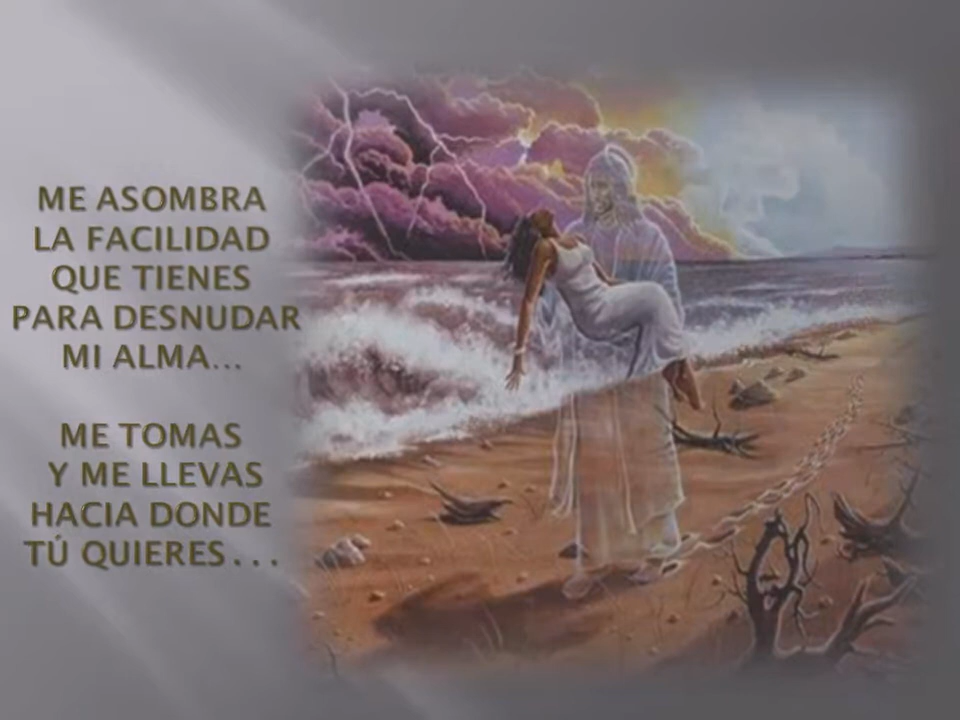 ME ASOMBRA
LA FACILIDAD
QUE TIENES
PARA DESNUDAR
MI ALMA...
ME TOMAS
Y ME LLEVAS
HACIA DONDE
TÚ QUIERES . . .